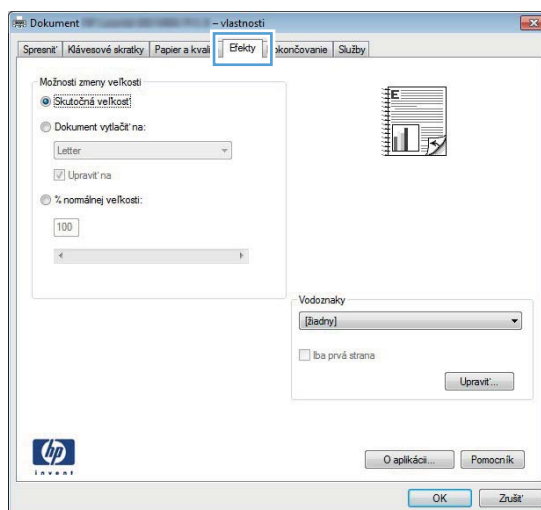 Dokument – vlastnosti
Spresniť Klávesové skratky Papier a kvali Efekty okončovanie Služby
Možnosti zmeny veľkosti
Skutočná veľkosť
Dokument vytlačiť na:
Letter
Upraviť na
% normálnej veľkosti:
100
E
Vodoznaky
[žiadny]
Iba prvá strana
Upraviť...
hp
invent
O aplikácii... Pomocník
OK Zrušiť